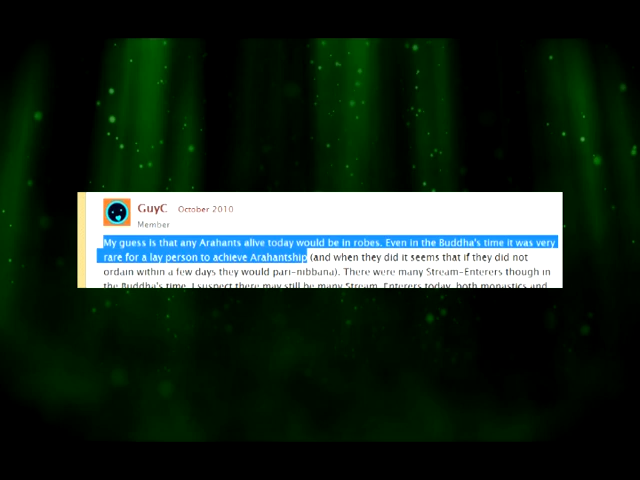 GuyC October 2010
Member
My guess is that any Arahants alive today would be in robes. Even in the Buddha's time it was very
rare for a lay person to achieve Arahantship (and when they did it seems that if they did not
ordain within a few days they would pari-nibbana). There were many Stream-Enterers though in
the Buddha's time. I suspect there may still be many Stream Enterers today, both monastics and